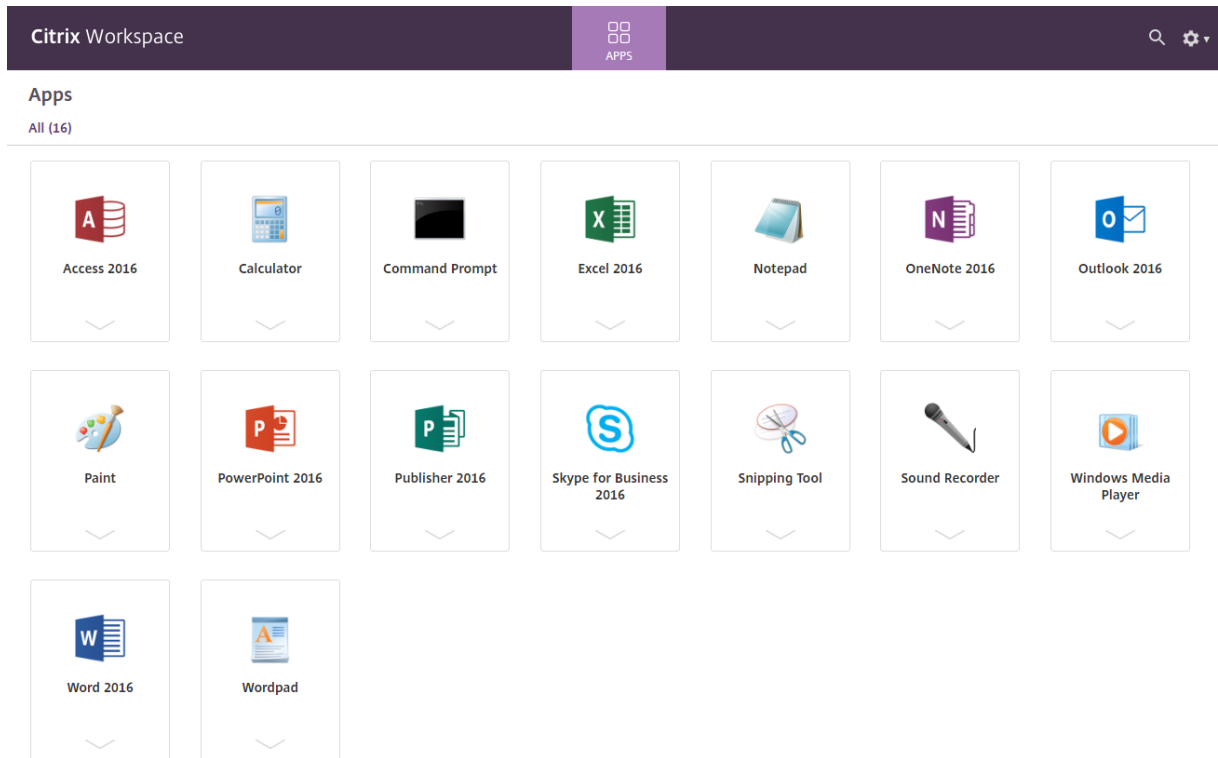 Citrix Workspace
APPS
Apps
All (16)
Access 2016
Calculator
Command Prompt
Excel 2016
Notepad
OneNote 2016
Outlook 2016
Paint
PowerPoint 2016
Publisher 2016
Skype for Business
2016
Snipping Tool
Sound Recorder
Windows Media
Player
Word 2016
Wordpad